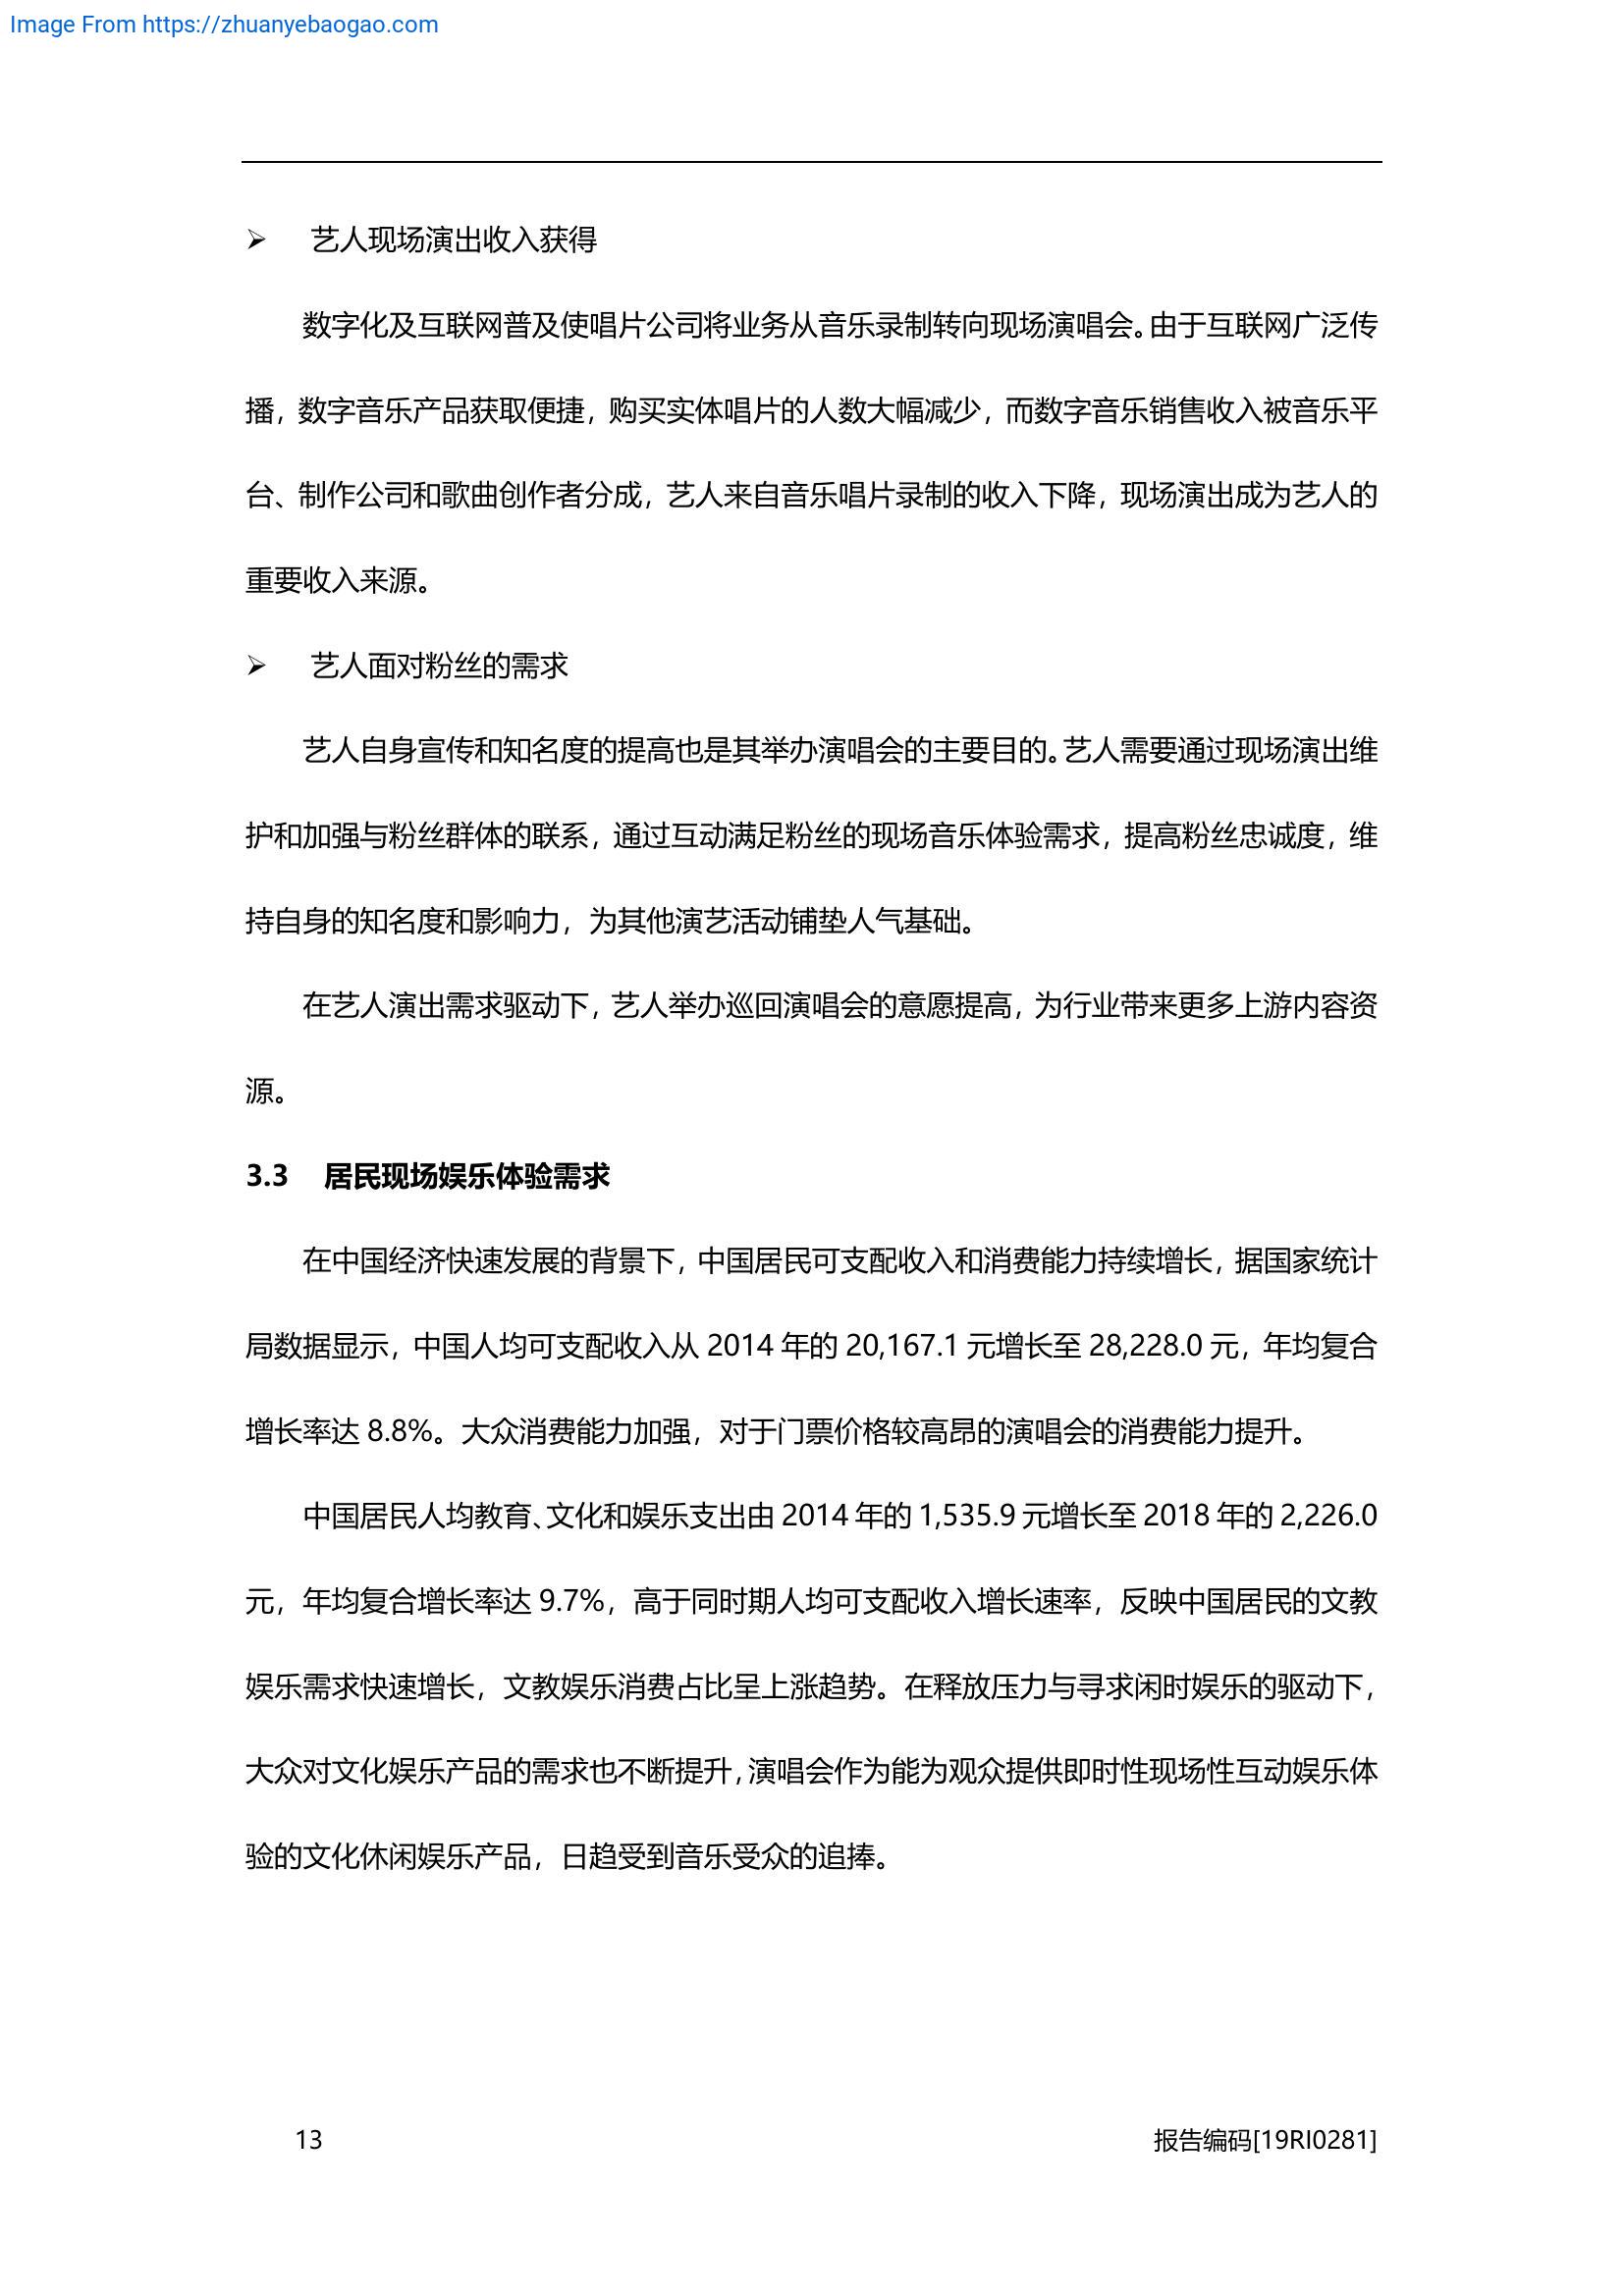 Image From https://zhuanyebaogao.com
➢ 艺人现场演出收入获得
数字化及互联网普及使唱片公司将业务从音乐录制转向现场演唱会。由于互联网广泛传
播，数字音乐产品获取便捷，购买实体唱片的人数大幅减少，而数字音乐销售收入被音乐平
台、制作公司和歌曲创作者分成，艺人来自音乐唱片录制的收入下降，现场演出成为艺人的
重要收入来源。
➢ 艺人面对粉丝的需求
艺人自身宣传和知名度的提高也是其举办演唱会的主要目的。艺人需要通过现场演出维
护和加强与粉丝群体的联系，通过互动满足粉丝的现场音乐体验需求，提高粉丝忠诚度，维
持自身的知名度和影响力，为其他演艺活动铺垫人气基础。
在艺人演出需求驱动下，艺人举办巡回演唱会的意愿提高，为行业带来更多上游内容资
源。
3.3 居民现场娱乐体验需求
在中国经济快速发展的背景下，中国居民可支配收入和消费能力持续增长，据国家统计
局数据显示，中国人均可支配收入从 2014 年的 20,167.1 元增长至 28,228.0 元，年均复合
增长率达 8.8%。大众消费能力加强，对于门票价格较高昂的演唱会的消费能力提升。
中国居民人均教育、文化和娱乐支出由 2014 年的 1,535.9 元增长至 2018 年的 2,226.0
元，年均复合增长率达 9.7%，高于同时期人均可支配收入增长速率，反映中国居民的文教
娱乐需求快速增长，文教娱乐消费占比呈上涨趋势。在释放压力与寻求闲时娱乐的驱动下，
大众对文化娱乐产品的需求也不断提升，演唱会作为能为观众提供即时性现场性互动娱乐体
验的文化休闲娱乐产品，日趋受到音乐受众的追捧。
13
报告编码[19RI0281]